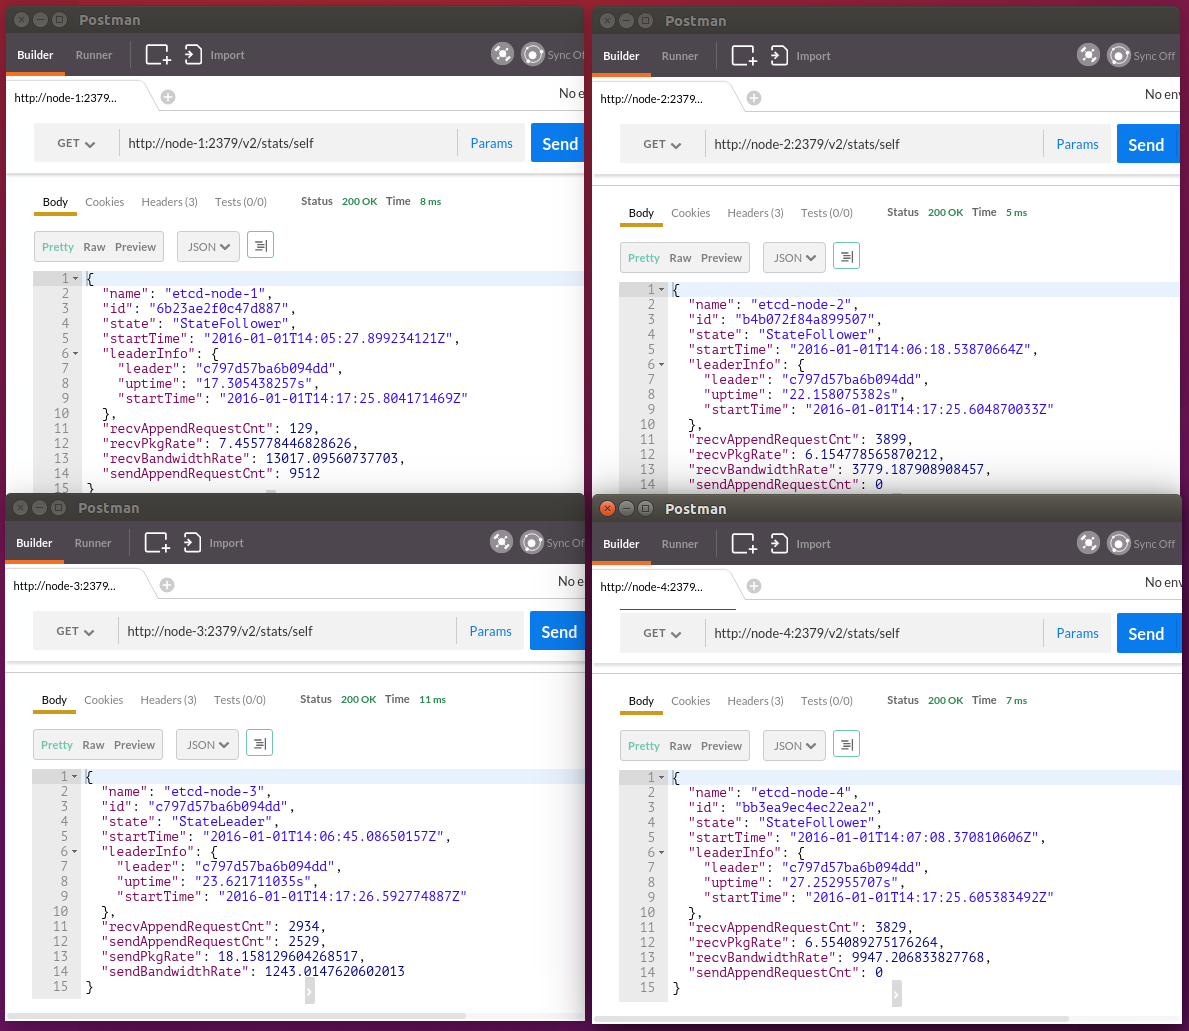 Postman
Builder Runner Import Sync Of
http://node-1:2379... No e
GET http://node-1:2379/v2/stats/self Params Send
Body Cookies Headers (3) Tests (0/0) Status 200 OK Time 8 ms
Pretty Raw Preview JSON
1 {
2 "name": "etcd-node-1",
3 "id": "6b23ae2f0c47d887",
4 "state": "StateFollower",
5 "startTime": "2016-01-01T14:05:27.899234121Z",
6 "leaderInfo": {
7 "leader": "c797d57ba6b094dd",
8 "uptime": "17.305438257s",
9 "startTime": "2016-01-01T14:17:25.804171469Z"
10 },
11 "recvAppendRequestCnt": 129,
12 "recvPkgRate": 7.455778446828626,
13 "recvBandwidthRate": 13017.09560737703,
14 "sendAppendRequestCnt": 9512
15 }
Postman
Builder Runner Import Sync Off
http://node-2:2379... No env
GET http://node-2:2379/v2/stats/self Params Send
Body Cookies Headers (3) Tests (0/0) Status 200 OK Time 5 ms
Pretty Raw Preview JSON
1 {
2 "name": "etcd-node-2",
3 "id": "b4b072f84a899507",
4 "state": "StateFollower",
5 "startTime": "2016-01-01T14:06:18.53870664Z",
6 "leaderInfo": {
7 "leader": "c797d57ba6b094dd",
8 "uptime": "22.158075382s",
9 "startTime": "2016-01-01T14:17:25.604870033Z"
10 },
11 "recvAppendRequestCnt": 3899,
12 "recvPkgRate": 6.154778565870212,
13 "recvBandwidthRate": 3779.187908908457,
14 "sendAppendRequestCnt": 0
Postman
Builder Runner Import Sync Of
http://node-3:2379... No e
GET http://node-3:2379/v2/stats/self Params Send
Body Cookies Headers (3) Tests (0/0) Status 200 OK Time 11 ms
Pretty Raw Preview JSON
1 {
2 "name": "etcd-node-3",
3 "id": "c797d57ba6b094dd",
4 "state": "StateLeader",
5 "startTime": "2016-01-01T14:06:45.08650157Z",
6 "leaderInfo": {
7 "leader": "c797d57ba6b094dd",
8 "uptime": "23.621711035s",
9 "startTime": "2016-01-01T14:17:26.592774887Z"
10 },
11 "recvAppendRequestCnt": 2934,
12 "sendAppendRequestCnt": 2529,
13 "sendPkgRate": 18.158129604268517,
14 "sendBandwidthRate": 1243.0147620602013
15 }
Postman
Builder Runner Import Sync Off
http://node-4:2379... No env
GET http://node-4:2379/v2/stats/self Params Send
Body Cookies Headers (3) Tests (0/0) Status 200 OK Time 7 ms
Pretty Raw Preview JSON
1 {
2 "name": "etcd-node-4",
3 "id": "bb3ea9ec4ec22ea2",
4 "state": "StateFollower",
5 "startTime": "2016-01-01T14:07:08.370810606Z",
6 "leaderInfo": {
7 "leader": "c797d57ba6b094dd",
8 "uptime": "27.252955707s",
9 "startTime": "2016-01-01T14:17:25.605383492Z"
10 },
11 "recvAppendRequestCnt": 3829,
12 "recvPkgRate": 6.554089275176264,
13 "recvBandwidthRate": 9947.206833827768,
14 "sendAppendRequestCnt": 0
15 }